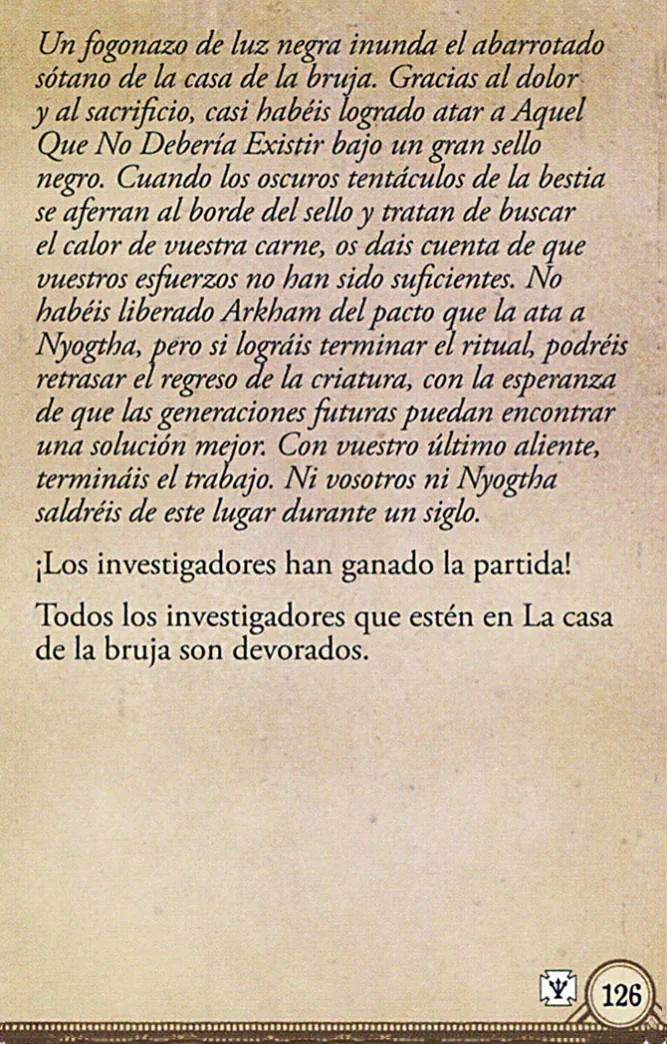 Un fogonazo de luz negra inunda el abarrotado
sótano de la casa de la bruja. Gracias al dolor
y al sacrificio, casi habéis logrado atar a Aquel
Que No Debería Existir bajo un gran sello
negro. Cuando los oscuros tentáculos de la bestia
se aferran al borde del sello y tratan de buscar
el calor de vuestra carne, os dais cuenta de que
vuestros esfuerzos no han sido suficientes. No
habéis liberado Arkham del pacto que la ata a
Nyogtha, pero si lográis terminar el ritual, podréis
retrasar el regreso de la criatura, con la esperanza
de que las generaciones futuras puedan encontrar
una solución mejor. Con vuestro último aliente,
termináis el trabajo. Ni vosotros ni Nyogtha
saldréis de este lugar durante un siglo.
¡Los investigadores han ganado la partida!
Todos los investigadores que estén en La casa
de la bruja son devorados.
126